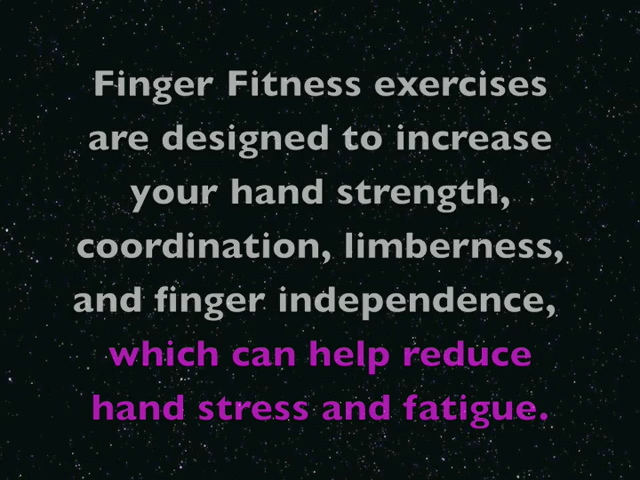 Finger Fitness exercises
are designed to increase
your hand strength,
coordination, limberness,
and finger independence,
which can help reduce
hand stress and fatigue.